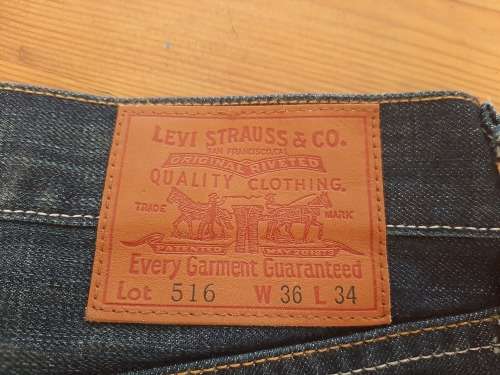 LEVI STRAUSS & CO.
SAN FRANCISCO, CAL.
ORIGINAL RIVETED
QUALITY CLOTHING.
TRADE MARK
PATENTED MAY 20 1873
Every Garment Guaranteed
Lot 516 W 36 L 34